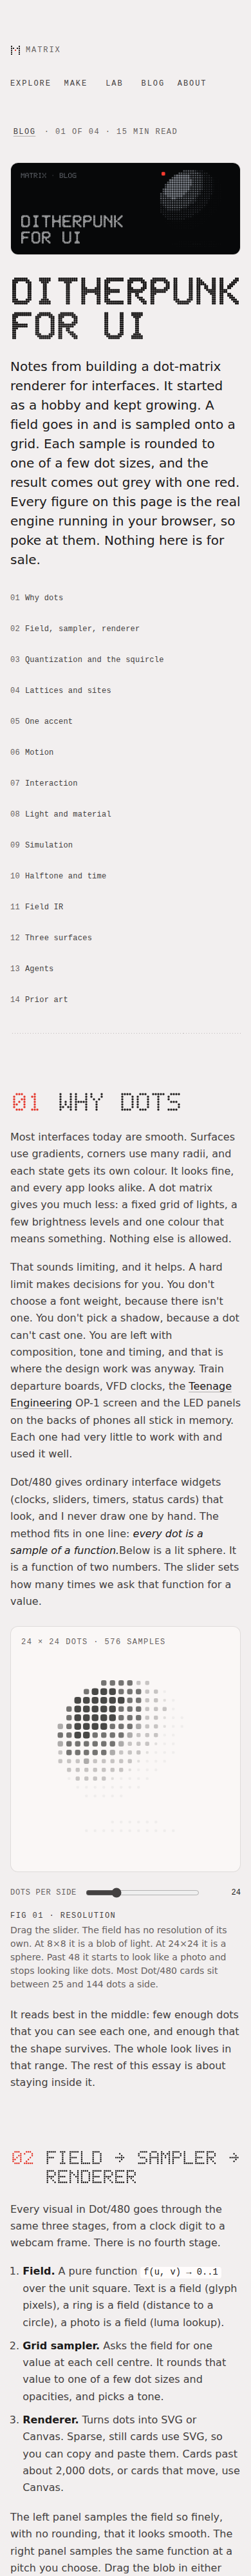 MATRIX
EXPLORE MAKE LAB BLOG ABOUT
BLOG · 01 OF 04 · 15 MIN READ
MATRIX · BLOG
DITHERPUNK
FOR UI
DITHERPUNK
FOR UI
Notes from building a dot-matrix
renderer for interfaces. It started
as a hobby and kept growing. A
field goes in and is sampled onto a
grid. Each sample is rounded to
one of a few dot sizes, and the
result comes out grey with one red.
Every figure on this page is the real
engine running in your browser, so
poke at them. Nothing here is for
sale.
01 Why dots
02 Field, sampler, renderer
03 Quantization and the squircle
04 Lattices and sites
05 One accent
06 Motion
07 Interaction
08 Light and material
09 Simulation
10 Halftone and time
11 Field IR
12 Three surfaces
13 Agents
14 Prior art
01 WHY DOTS
Most interfaces today are smooth. Surfaces
use gradients, corners use many radii, and
each state gets its own colour. It looks fine,
and every app looks alike. A dot matrix
gives you much less: a fixed grid of lights, a
few brightness levels and one colour that
means something. Nothing else is allowed.
That sounds limiting, and it helps. A hard
limit makes decisions for you. You don't
choose a font weight, because there isn't
one. You don't pick a shadow, because a dot
can't cast one. You are left with
composition, tone and timing, and that is
where the design work was anyway. Train
departure boards, VFD clocks, the Teenage
Engineering OP-1 screen and the LED panels
on the backs of phones all stick in memory.
Each one had very little to work with and
used it well.
Dot/480 gives ordinary interface widgets
(clocks, sliders, timers, status cards) that
look, and I never draw one by hand. The
method fits in one line: every dot is a
sample of a function.Below is a lit sphere. It
is a function of two numbers. The slider sets
how many times we ask that function for a
value.
24 × 24 DOTS · 576 SAMPLES
DOTS PER SIDE 24
FIG 01 · RESOLUTION
Drag the slider. The field has no resolution of its
own. At 8×8 it is a blob of light. At 24×24 it is a
sphere. Past 48 it starts to look like a photo and
stops looking like dots. Most Dot/480 cards sit
between 25 and 144 dots a side.
It reads best in the middle: few enough dots
that you can see each one, and enough that
the shape survives. The whole look lives in
that range. The rest of this essay is about
staying inside it.
02 FIELD → SAMPLER →
RENDERER
Every visual in Dot/480 goes through the
same three stages, from a clock digit to a
webcam frame. There is no fourth stage.
1. Field. A pure function f(u, v) → 0..1
over the unit square. Text is a field (glyph
pixels), a ring is a field (distance to a
circle), a photo is a field (luma lookup).
2. Grid sampler. Asks the field for one
value at each cell centre. It rounds that
value to one of a few dot sizes and
opacities, and picks a tone.
3. Renderer. Turns dots into SVG or
Canvas. Sparse, still cards use SVG, so
you can copy and paste them. Cards past
about 2,000 dots, or cards that move, use
Canvas.
The left panel samples the field so finely,
with no rounding, that it looks smooth. The
right panel samples the same function at a
pitch you choose. Drag the blob in either